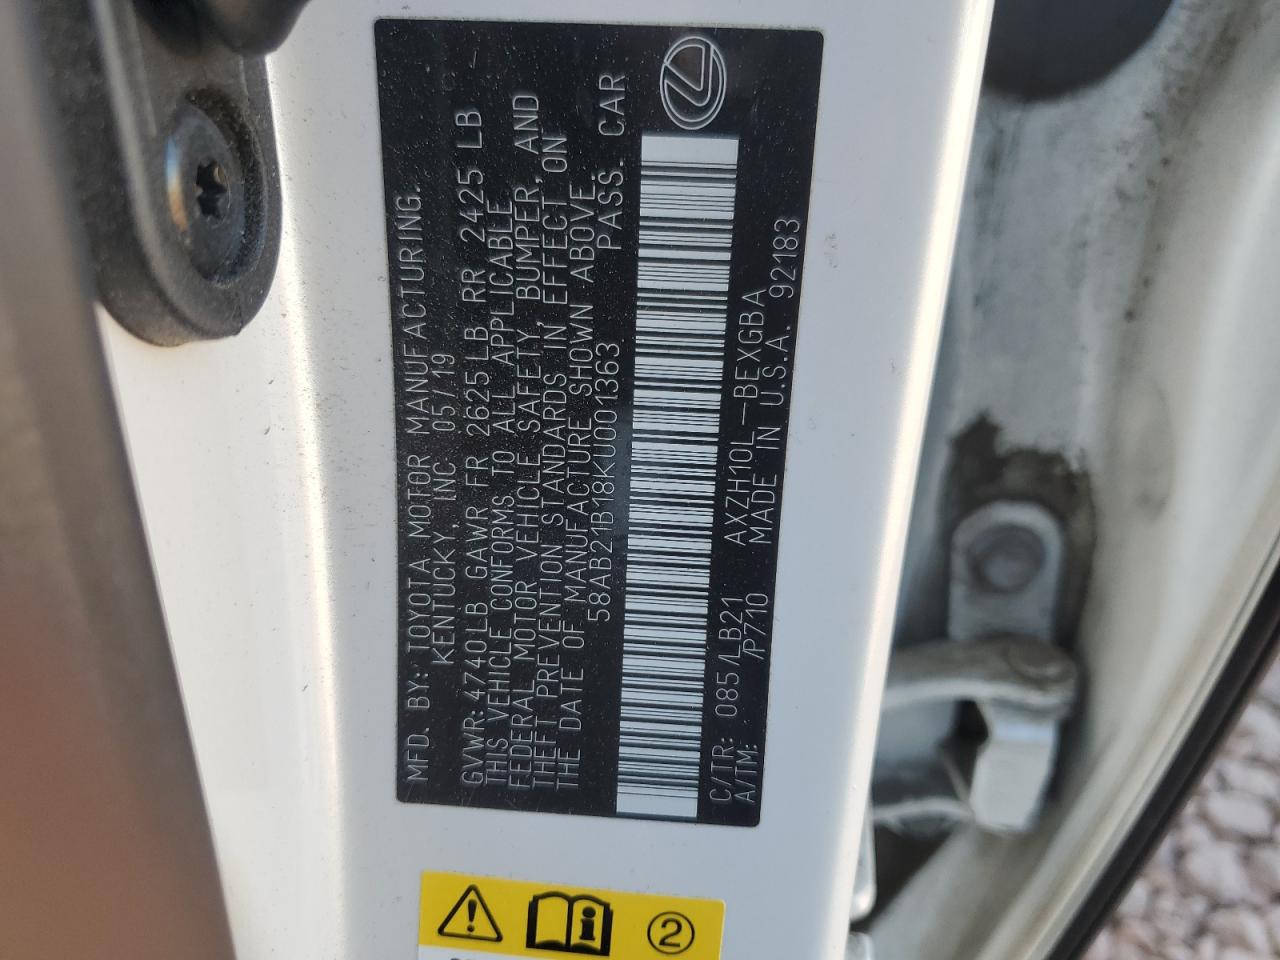 MFD. BY: TOYOTA MOTOR MANUFACTURING.
KENTUCKY, INC 05/19
GVWR: 4740LB GAWR FR 2625LB RR 2425 LB
THIS VEHICLE CONFORMS TO ALL APPLICABLE
FEDERAL MOTOR VEHICLE SAFETY, BUMPER, AND
THEFT PREVENTION STANDARDS IN EFFECT ON
THE DATE OF MANUFACTURE SHOWN ABOVE.
58AB21B18KU001363 PASS. CAR
C/TR: 085/LB21 AXZH10L-BEXGBA
A/TM: /P710 MADE IN U.S.A. 92183
2